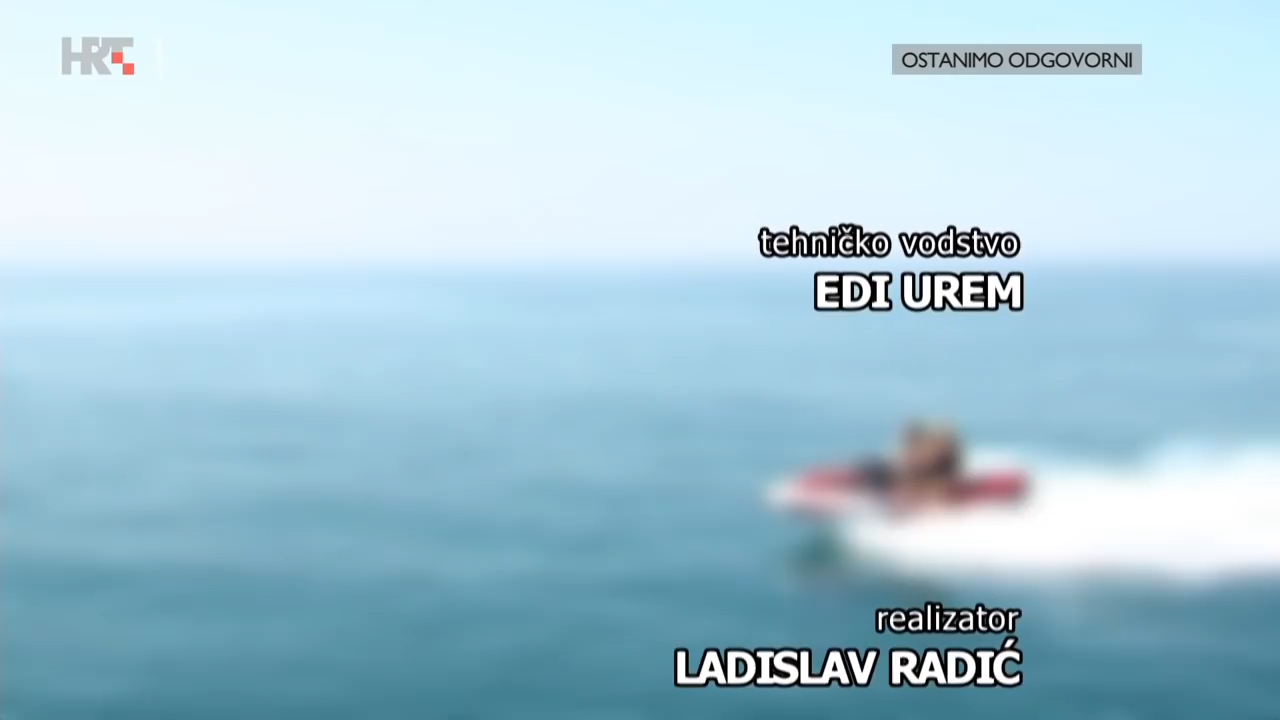 HRT
OSTANIMO ODGOVORNI
tehničko vodstvo
EDI UREM
realizator
LADISLAV RADIĆ